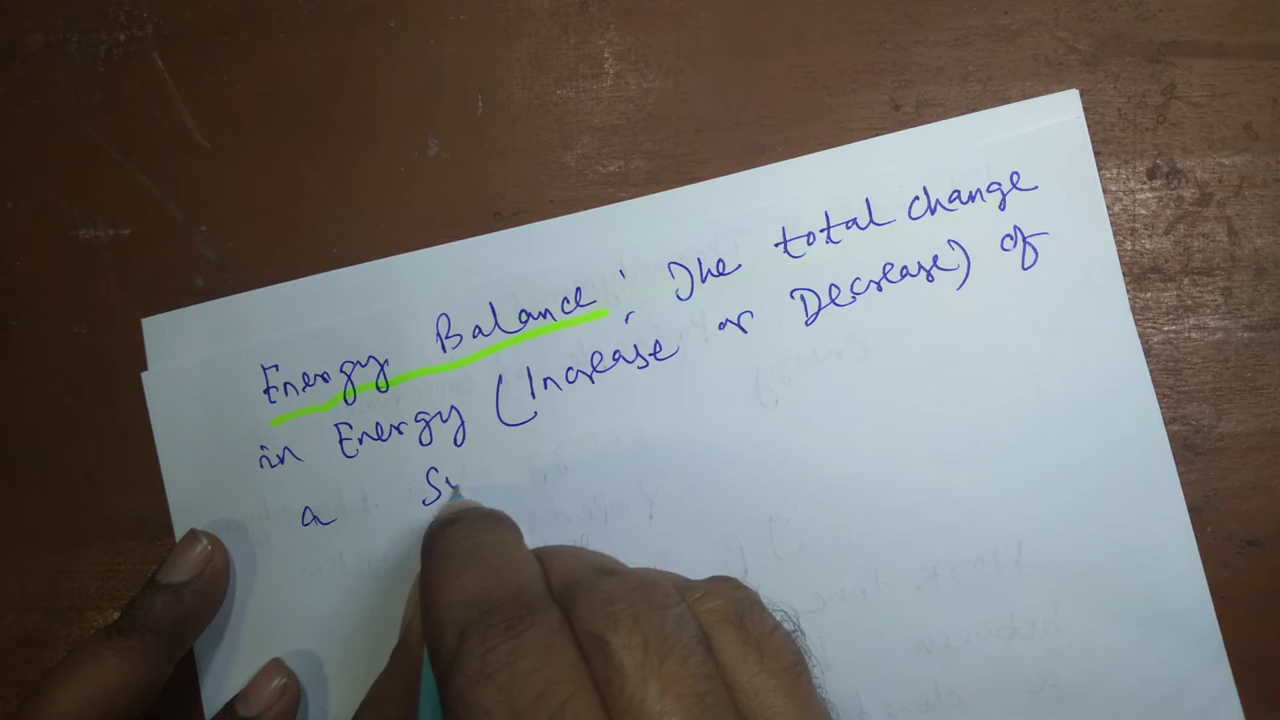 Energy Balance : The total change
in Energy (Increase or Decrease) of
a